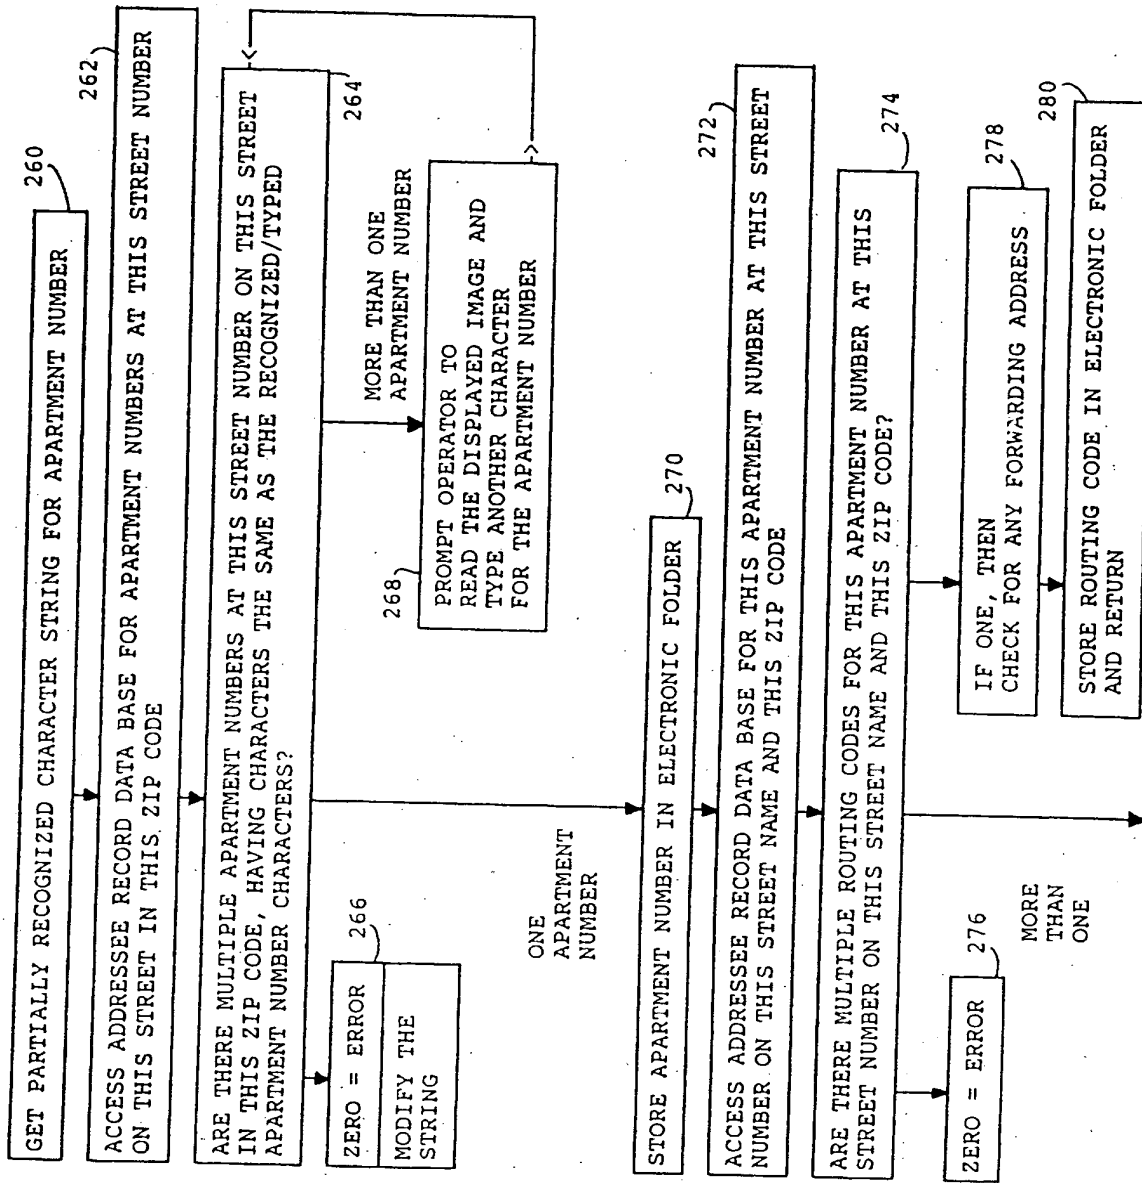 GET PARTIALLY RECOGNIZED CHARACTER STRING FOR APARTMENT NUMBER
260
ACCESS ADDRESSEE RECORD DATA BASE FOR APARTMENT NUMBERS AT THIS STREET NUMBER
ON THIS STREET IN THIS ZIP CODE
262
ARE THERE MULTIPLE APARTMENT NUMBERS AT THIS STREET NUMBER ON THIS STREET
IN THIS ZIP CODE, HAVING CHARACTERS THE SAME AS THE RECOGNIZED/TYPED
APARTMENT NUMBER CHARACTERS?
264
ZERO = ERROR
266
MODIFY THE
STRING
MORE THAN ONE
APARTMENT NUMBER
268
PROMPT OPERATOR TO
READ THE DISPLAYED IMAGE AND
TYPE ANOTHER CHARACTER
FOR THE APARTMENT NUMBER
ONE
APARTMENT
NUMBER
STORE APARTMENT NUMBER IN ELECTRONIC FOLDER
270
ACCESS ADDRESSEE RECORD DATA BASE FOR THIS APARTMENT NUMBER AT THIS STREET
NUMBER ON THIS STREET NAME AND THIS ZIP CODE
272
ARE THERE MULTIPLE ROUTING CODES FOR THIS APARTMENT NUMBER AT THIS
STREET NUMBER ON THIS STREET NAME AND THIS ZIP CODE?
274
ZERO = ERROR
276
MORE
THAN
ONE
IF ONE, THEN
CHECK FOR ANY FORWARDING ADDRESS
278
STORE ROUTING CODE IN ELECTRONIC FOLDER
AND RETURN
280